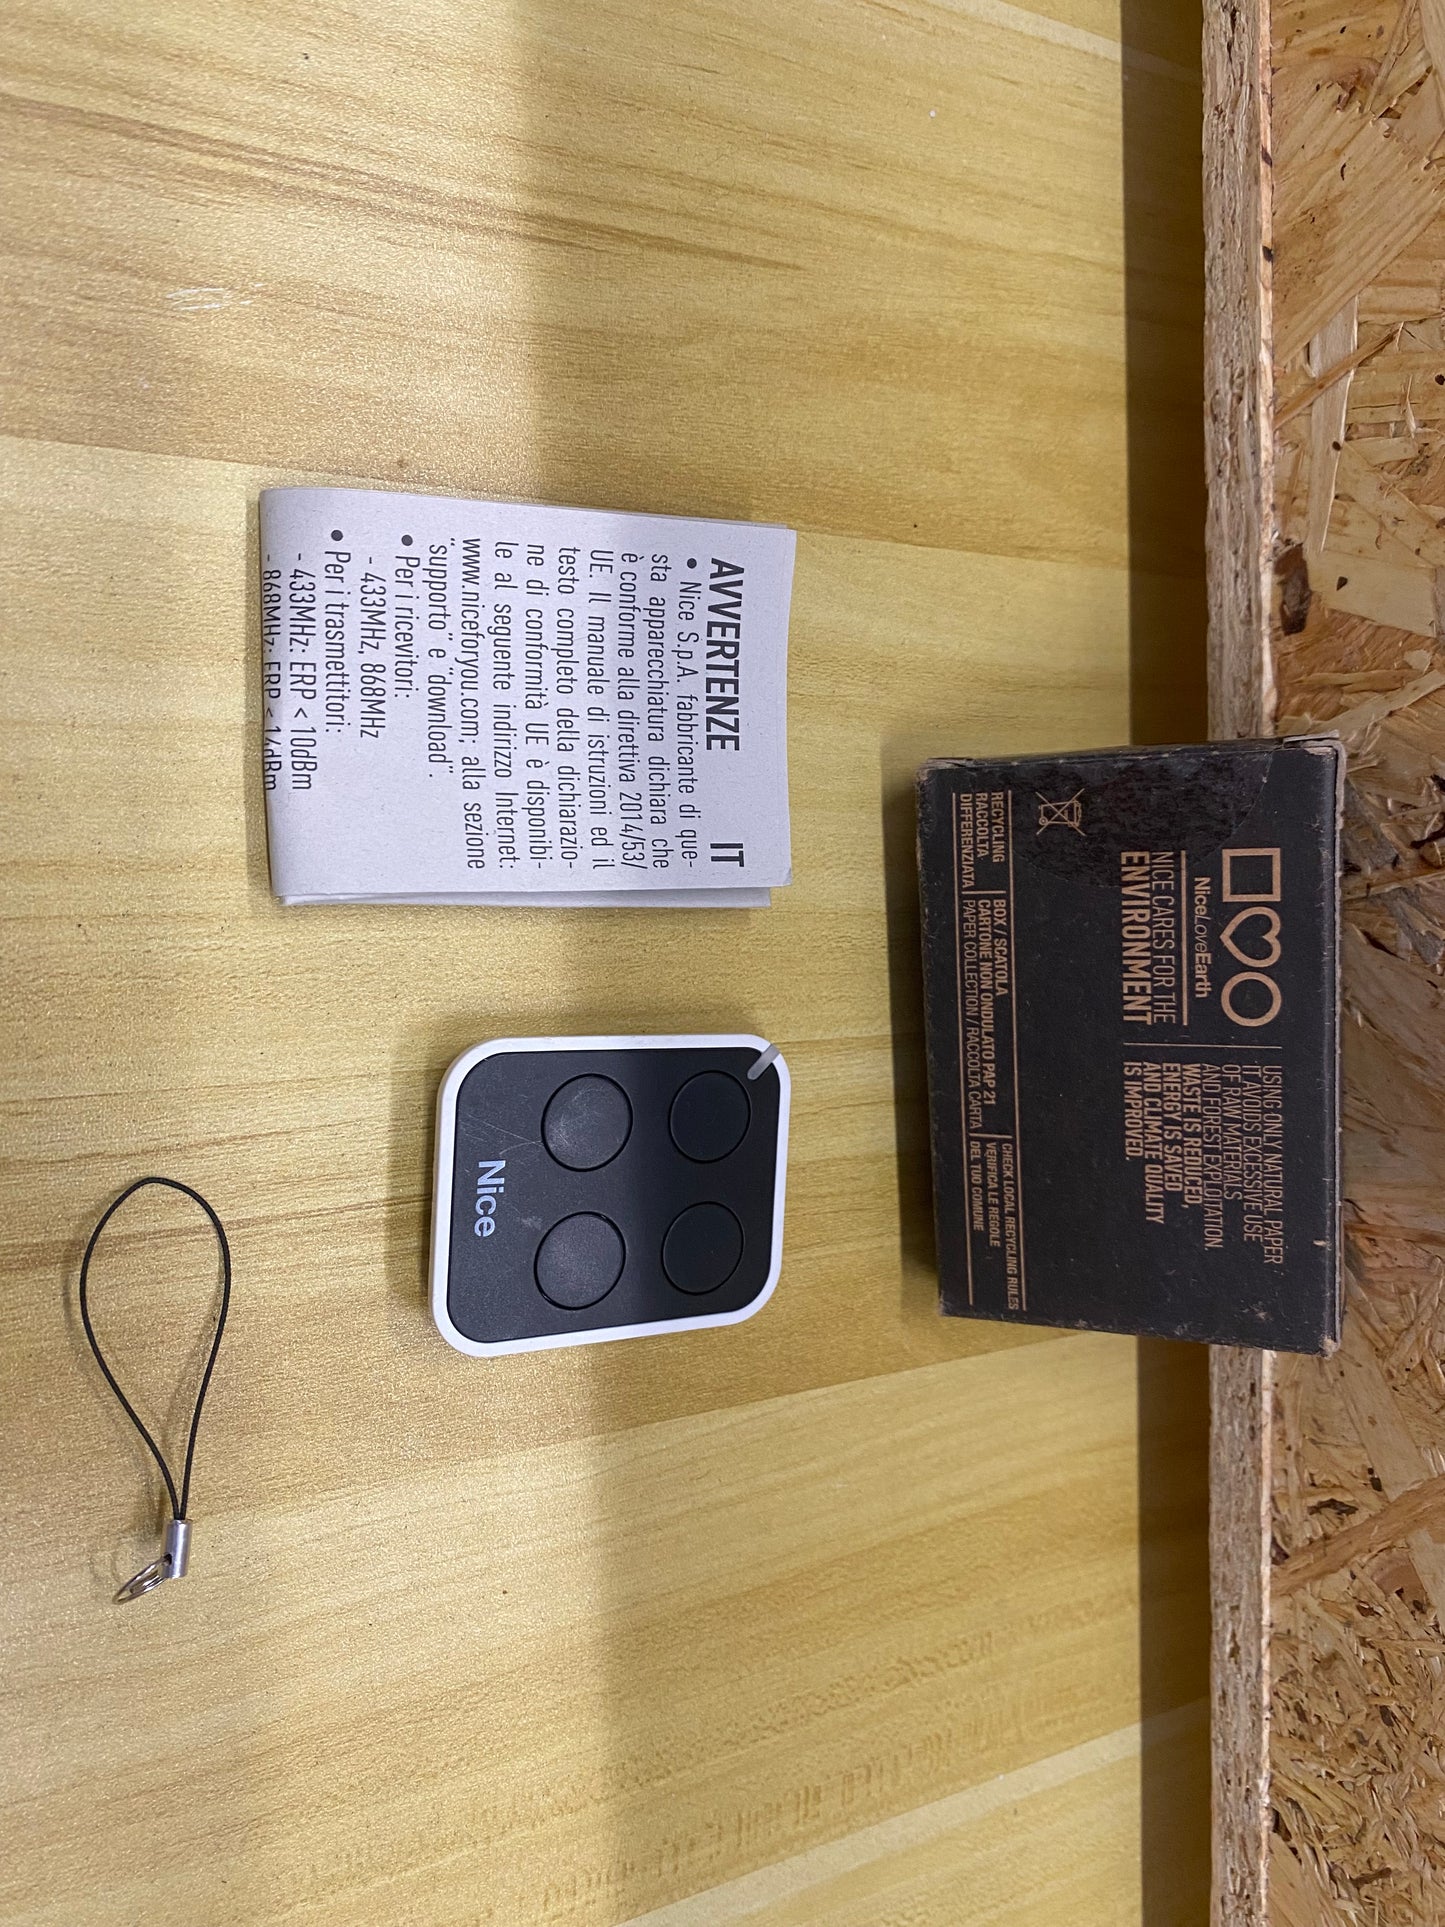 AVVERTENZE IT
• Nice S.p.A. fabbricante di que-
sta apparecchiatura dichiara che
è conforme alla direttiva 2014/53/
UE. Il manuale di istruzioni ed il
testo completo della dichiarazio-
ne di conformità UE è disponibi-
le al seguente indirizzo Internet:
www.niceforyou.com; alla sezione
“supporto” e “download”.
• Per i ricevitori:
- 433MHz, 868MHz
• Per i trasmettitori:
- 433MHz: ERP < 10dBm
- 868MHz: ERP < 14dBm
Nice
NiceLoveEarth
NICE CARES FOR THE
ENVIRONMENT
USING ONLY NATURAL PAPER
IT AVOIDS EXCESSIVE USE
OF RAW MATERIALS
AND FOREST EXPLOITATION.
WASTE IS REDUCED,
ENERGY IS SAVED
AND CLIMATE QUALITY
IS IMPROVED.
RECYCLING
RACCOLTA
DIFFERENZIATA
BOX / SCATOLA
CARTONE NON ONDULATO PAP 21
PAPER COLLECTION / RACCOLTA CARTA
CHECK LOCAL RECYCLING RULES
VERIFICA LE REGOLE
DEL TUO COMUNE